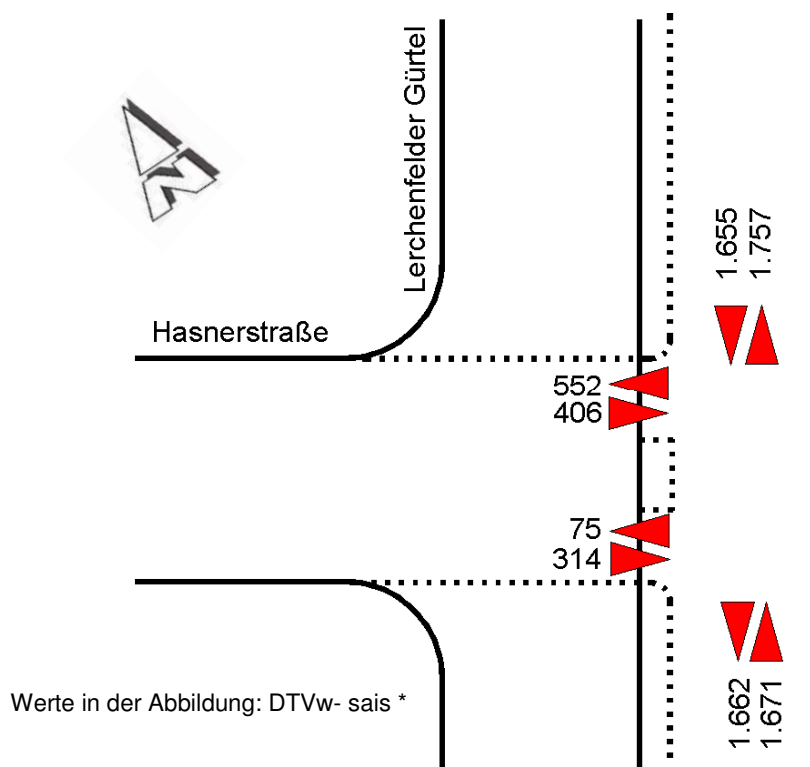 Lerchenfelder Gürtel
N
1.655
1.757
Hasnerstraße
552
406
75
314
1.662
1.671
Werte in der Abbildung: DTVw- sais *